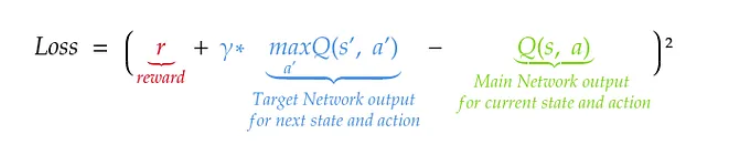 Loss = ( r + γ* maxQ(s′, a′) − Q(s, a) )²
a′
reward
Target Network output
for next state and action
Main Network output
for current state and action